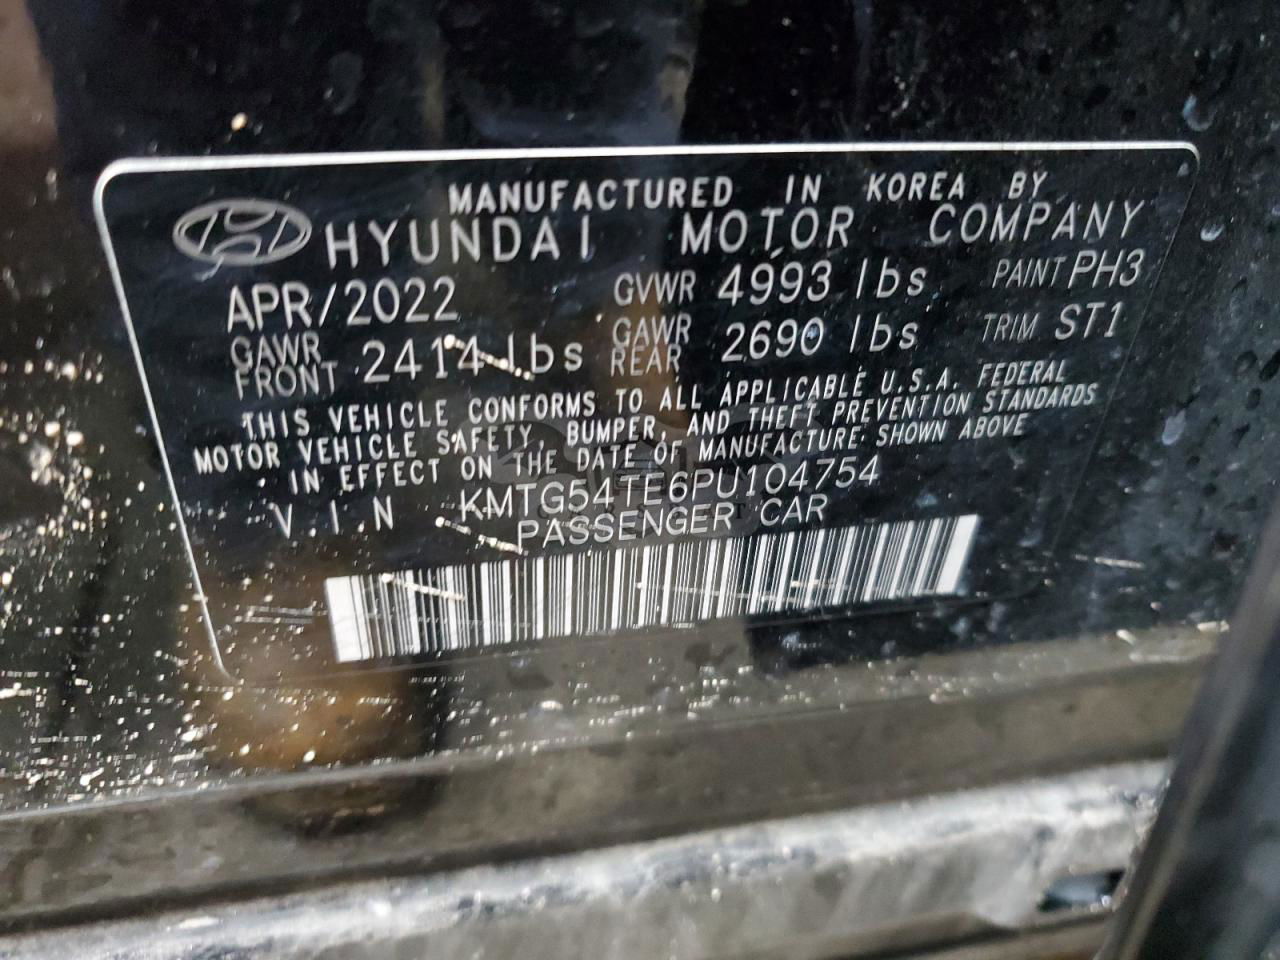 MANUFACTURED IN KOREA BY
HYUNDAI MOTOR COMPANY
APR/2022 GVWR 4993 lbs PAINT PH3
GAWR FRONT 2414 lbs GAWR REAR 2690 lbs TRIM ST1
THIS VEHICLE CONFORMS TO ALL APPLICABLE U.S.A. FEDERAL
MOTOR VEHICLE SAFETY, BUMPER, AND THEFT PREVENTION STANDARDS
IN EFFECT ON THE DATE OF MANUFACTURE SHOWN ABOVE
V I N KMTG54TE6PU104754
PASSENGER CAR